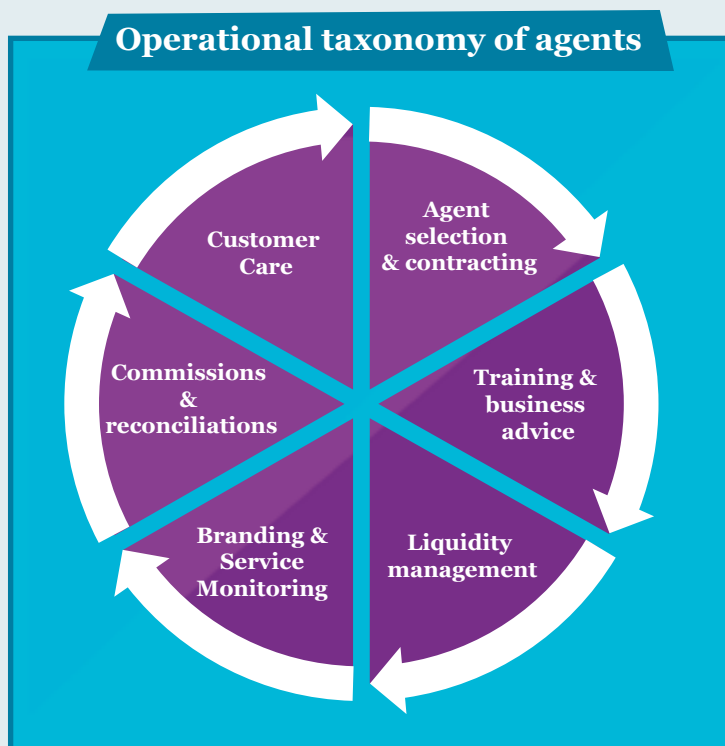 Operational taxonomy of agents
Agent
selection
& contracting
Training &
business
advice
Liquidity
management
Branding &
Service
Monitoring
Commissions
&
reconciliations
Customer
Care